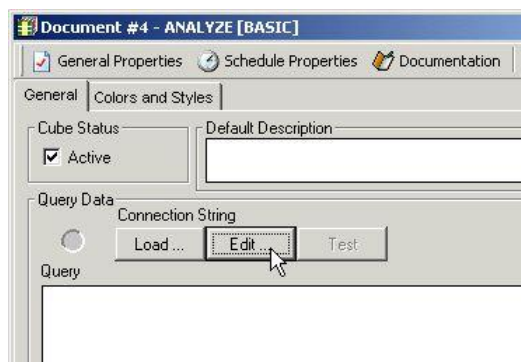 Document #4 - ANALYZE [BASIC]
General Properties Schedule Properties Documentation
General Colors and Styles
Cube Status Default Description
Active
Query Data
Connection String
Load ... Edit ... Test
Query